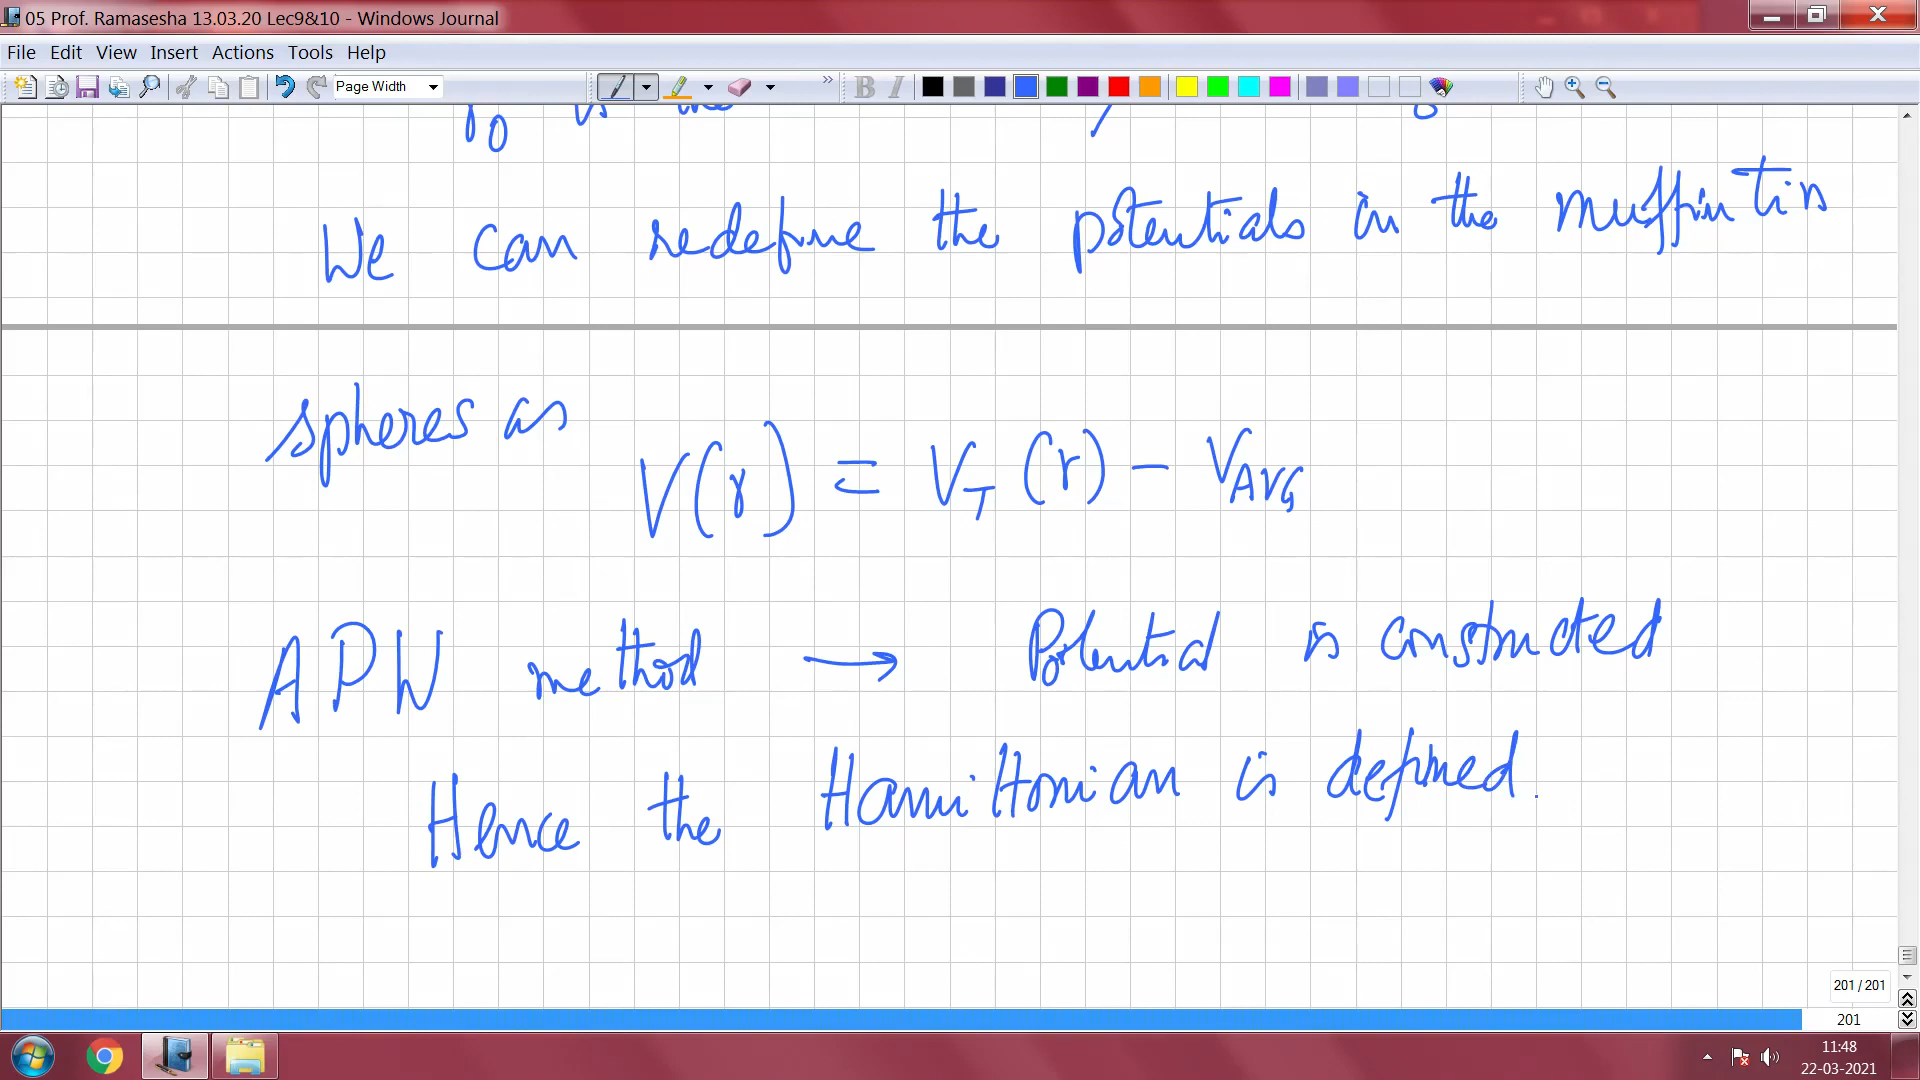 05 Prof. Ramasesha 13.03.20 Lec9&10 - Windows Journal
File Edit View Insert Actions Tools Help
Page Width
B I
is the
We can redefine the potentials in the muffin tin
spheres as
V(r) = V_T (r) - V_AVG
APW method → Potential is constructed
Hence the Hamiltonian is defined.
201 / 201
201
11:48
22-03-2021